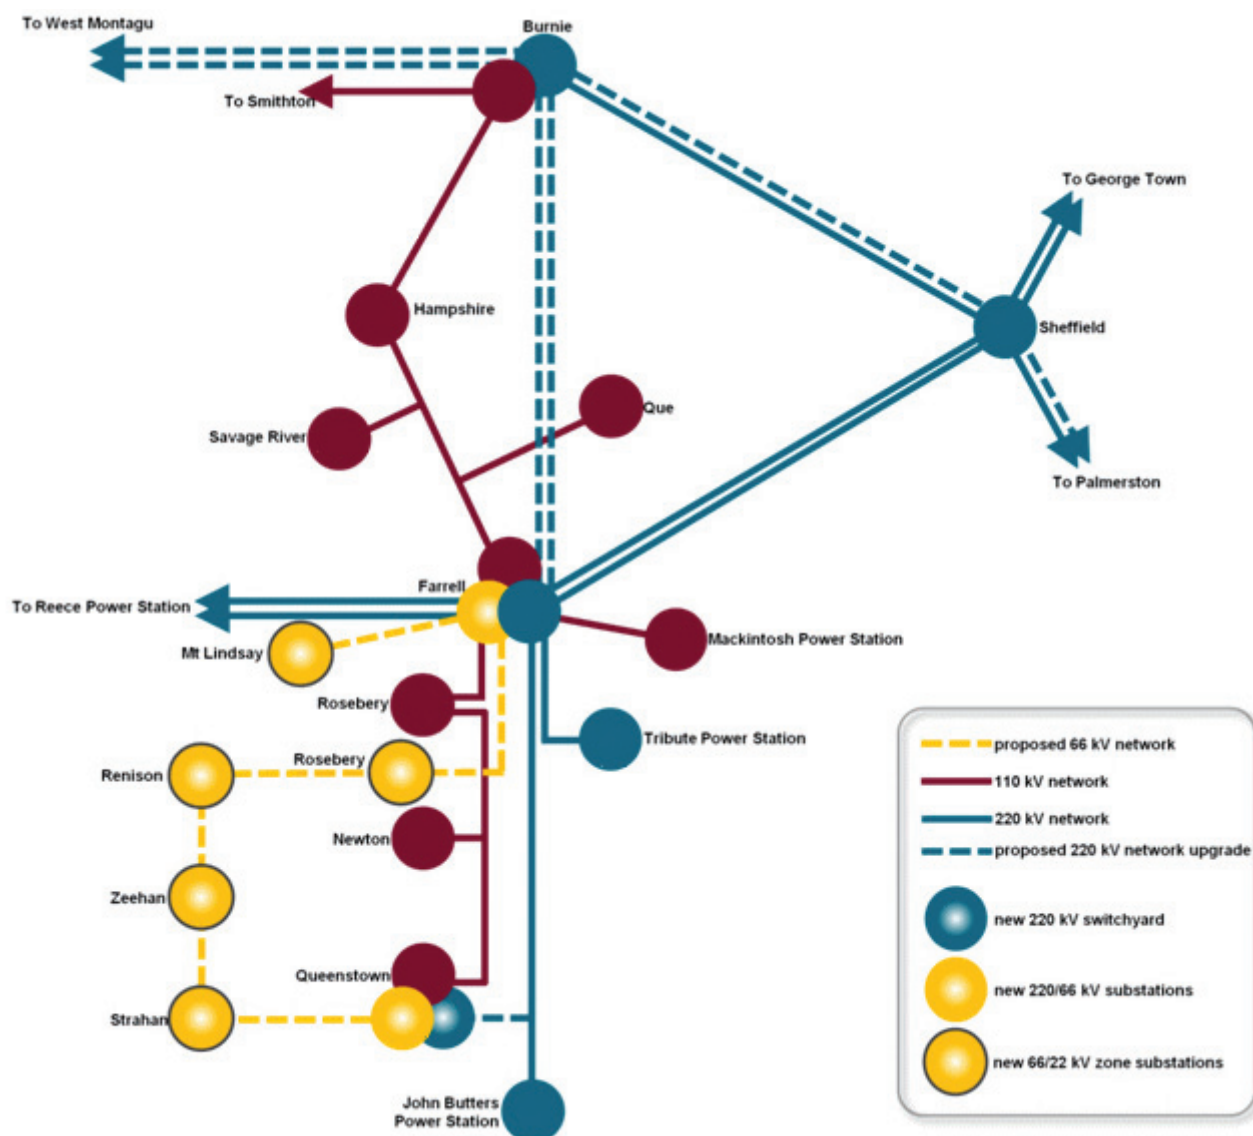 To West Montagu
Burnie
To Smithton
To George Town
Hampshire
Sheffield
Que
Savage River
To Palmerston
Farrell
To Reece Power Station
Mackintosh Power Station
Mt Lindsay
Rosebery
Tribute Power Station
Rosebery
Renison
Newton
Zeehan
Queenstown
Strahan
John Butters
Power Station
proposed 66 kV network
110 kV network
220 kV network
proposed 220 kV network upgrade
new 220 kV switchyard
new 220/66 kV substations
new 66/22 kV zone substations